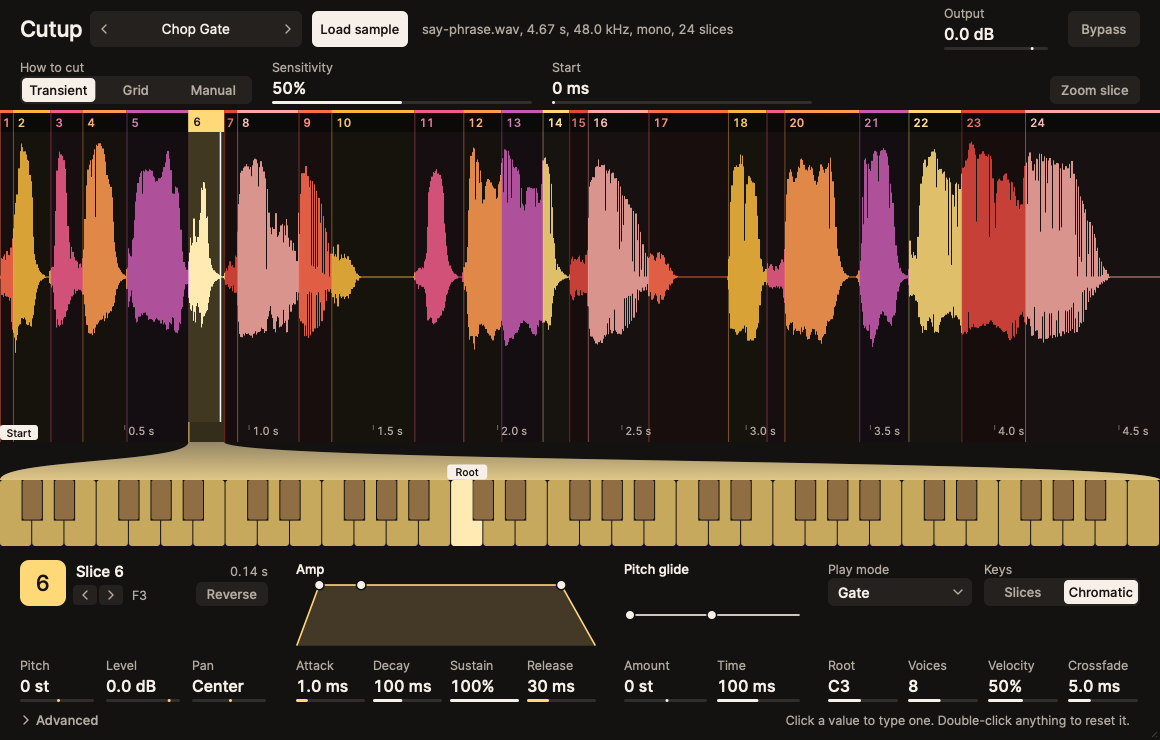 Cutup
Chop Gate
Load sample
say-phrase.wav, 4.67 s, 48.0 kHz, mono, 24 slices
Output
0.0 dB
Bypass
How to cut
Transient Grid Manual
Sensitivity
50%
Start
0 ms
Zoom slice
1 2 3 4 5 6 7 8 9 10 11 12 13 14 15 16 17 18 20 21 22 23 24
Start 0.5 s 1.0 s 1.5 s 2.0 s 2.5 s 3.0 s 3.5 s 4.0 s 4.5 s
Root
6
Slice 6
0.14 s
F3
Reverse
Amp
Pitch glide
Play mode
Gate
Keys
Slices Chromatic
Pitch Level Pan Attack Decay Sustain Release Amount Time Root Voices Velocity Crossfade
0 st 0.0 dB Center 1.0 ms 100 ms 100% 30 ms 0 st 100 ms C3 8 50% 5.0 ms
Advanced
Click a value to type one. Double-click anything to reset it.